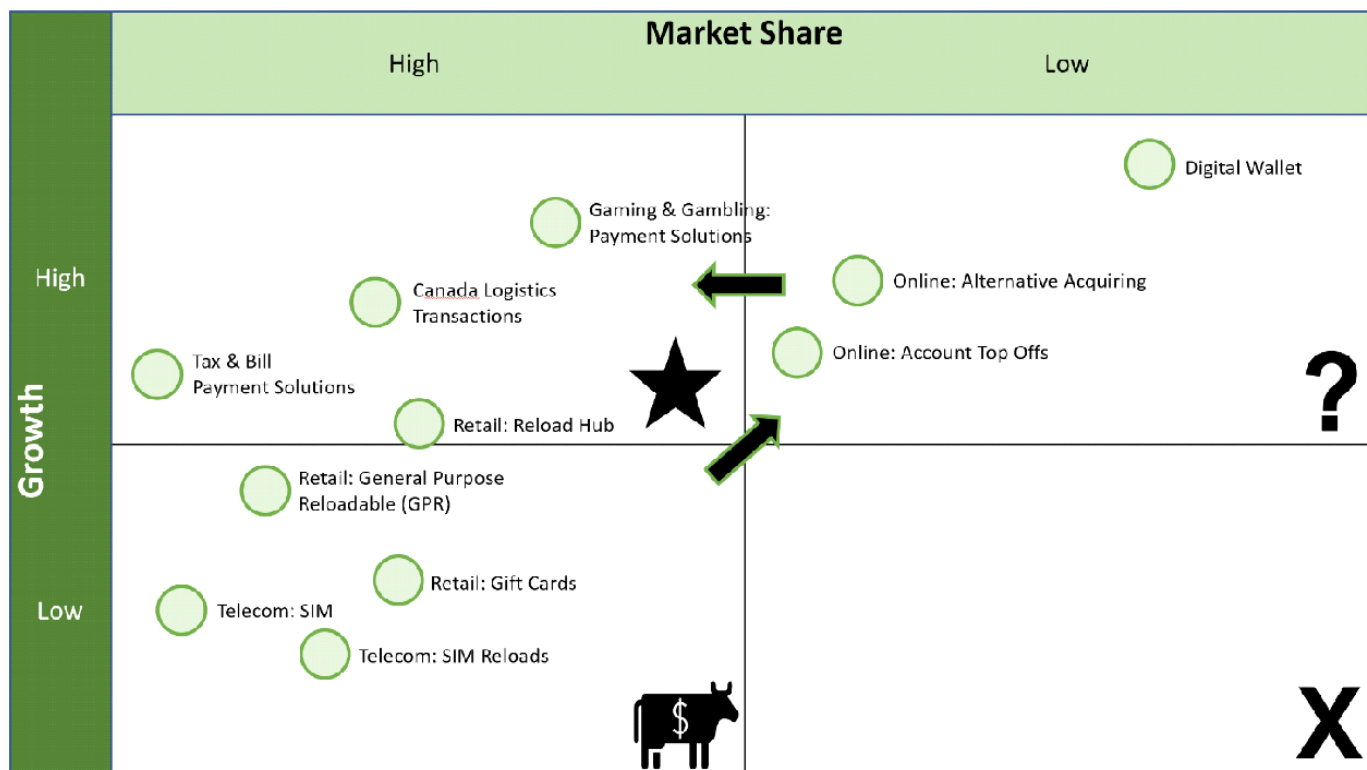 Market Share
High
Low
Growth
High
Low
Digital Wallet
Gaming & Gambling:
Payment Solutions
Online: Alternative Acquiring
Canada Logistics
Transactions
Online: Account Top Offs
Tax & Bill
Payment Solutions
?
Retail: Reload Hub
Retail: General Purpose
Reloadable (GPR)
Retail: Gift Cards
Telecom: SIM
Telecom: SIM Reloads
$
X